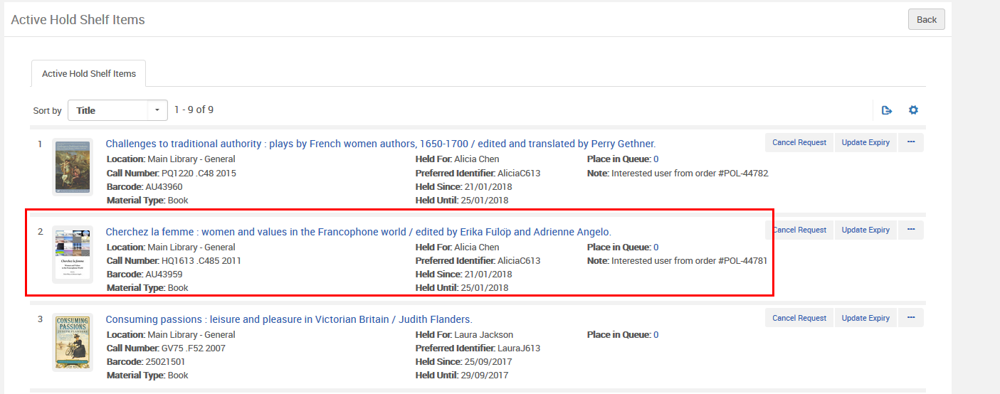 Active Hold Shelf Items
Back
Active Hold Shelf Items
Sort by Title 1 - 9 of 9
1
Challenges to traditional authority : plays by French women authors, 1650-1700 / edited and translated by Perry Gethner.
Cancel Request Update Expiry ...
Location: Main Library - General Held For: Alicia Chen Place in Queue: 0
Call Number: PQ1220 .C48 2015 Preferred Identifier: AliciaC613 Note: Interested user from order #POL-44782
Barcode: AU43960 Held Since: 21/01/2018
Material Type: Book Held Until: 25/01/2018
2
Cherchez la femme
Cherchez la femme : women and values in the Francophone world / edited by Erika Fülöp and Adrienne Angelo.
Cancel Request Update Expiry ...
Location: Main Library - General Held For: Alicia Chen Place in Queue: 0
Call Number: HQ1613 .C485 2011 Preferred Identifier: AliciaC613 Note: Interested user from order #POL-44781
Barcode: AU43959 Held Since: 21/01/2018
Material Type: Book Held Until: 25/01/2018
3
CONSUMING
PASSIONS
JUDITH FLANDERS
Consuming passions : leisure and pleasure in Victorian Britain / Judith Flanders.
Cancel Request Update Expiry ...
Location: Main Library - General Held For: Laura Jackson Place in Queue: 0
Call Number: GV75 .F52 2007 Preferred Identifier: LauraJ613
Barcode: 25021501 Held Since: 25/09/2017
Material Type: Book Held Until: 29/09/2017